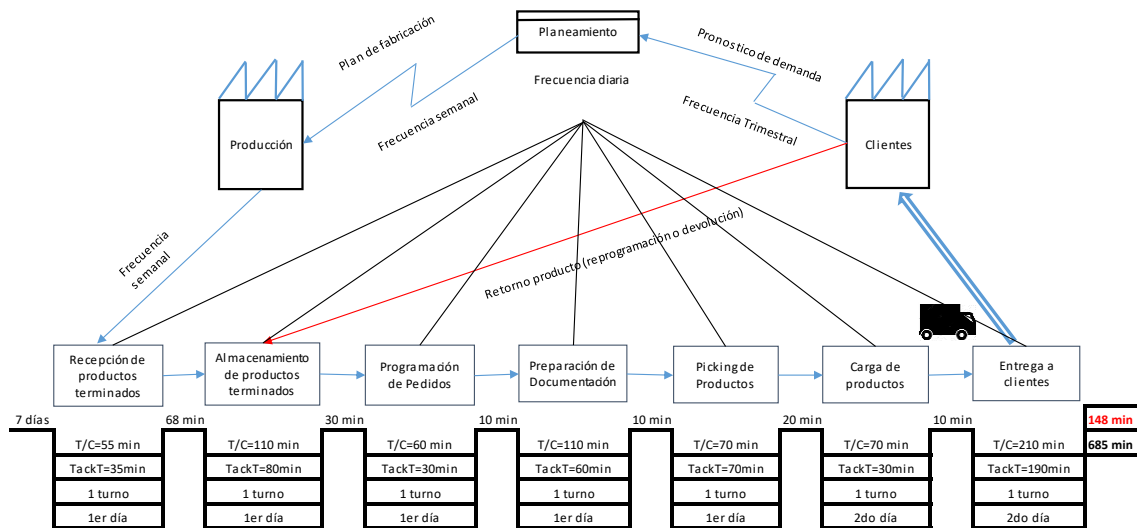 Planeamiento
Plan de fabricación
Pronostico de demanda
Frecuencia diaria
Frecuencia semanal
Frecuencia Trimestral
Producción
Clientes
Frecuencia
semanal
Retorno producto (reprogramación o devolución)
Recepción de
productos
terminados
Almacenamiento
de productos
terminados
Programación
de Pedidos
Preparación de
Documentación
Picking de
Productos
Carga de
productos
Entrega a
clientes
7 días 68 min 30 min 10 min 10 min 20 min 10 min 148 min
T/C=55 min T/C=110 min T/C=60 min T/C=110 min T/C=70 min T/C=70 min T/C=210 min 685 min
TackT=35min TackT=80min TackT=30min TackT=60min TackT=70min TackT=30min TackT=190min
1 turno 1 turno 1 turno 1 turno 1 turno 1 turno 1 turno
1er día 1er día 1er día 1er día 1er día 2do día 2do día